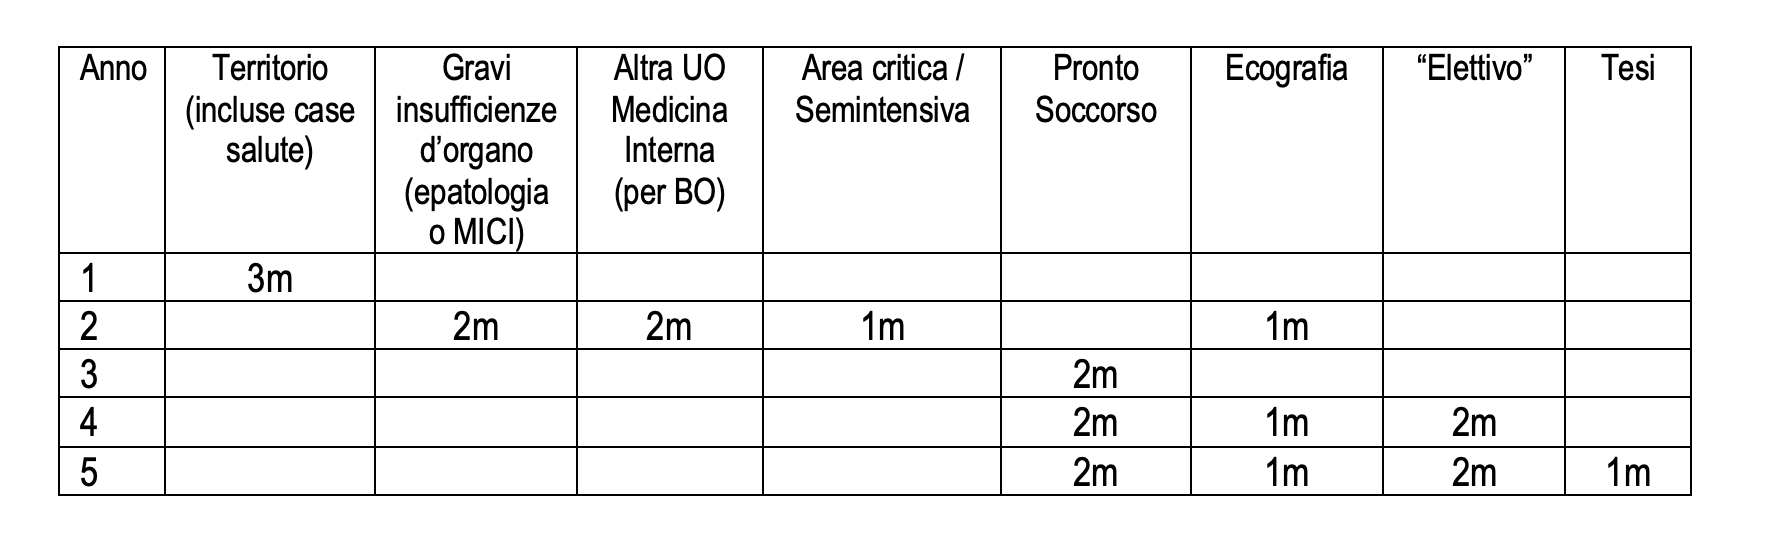 Anno
Territorio
(incluse case
salute)
Gravi
insufficienze
d’organo
(epatologia
o MICI)
Altra UO
Medicina
Interna
(per BO)
Area critica /
Semintensiva
Pronto
Soccorso
Ecografia
“Elettivo”
Tesi
1 3m
2 2m 2m 1m 1m
3 2m
4 2m 1m 2m
5 2m 1m 2m 1m